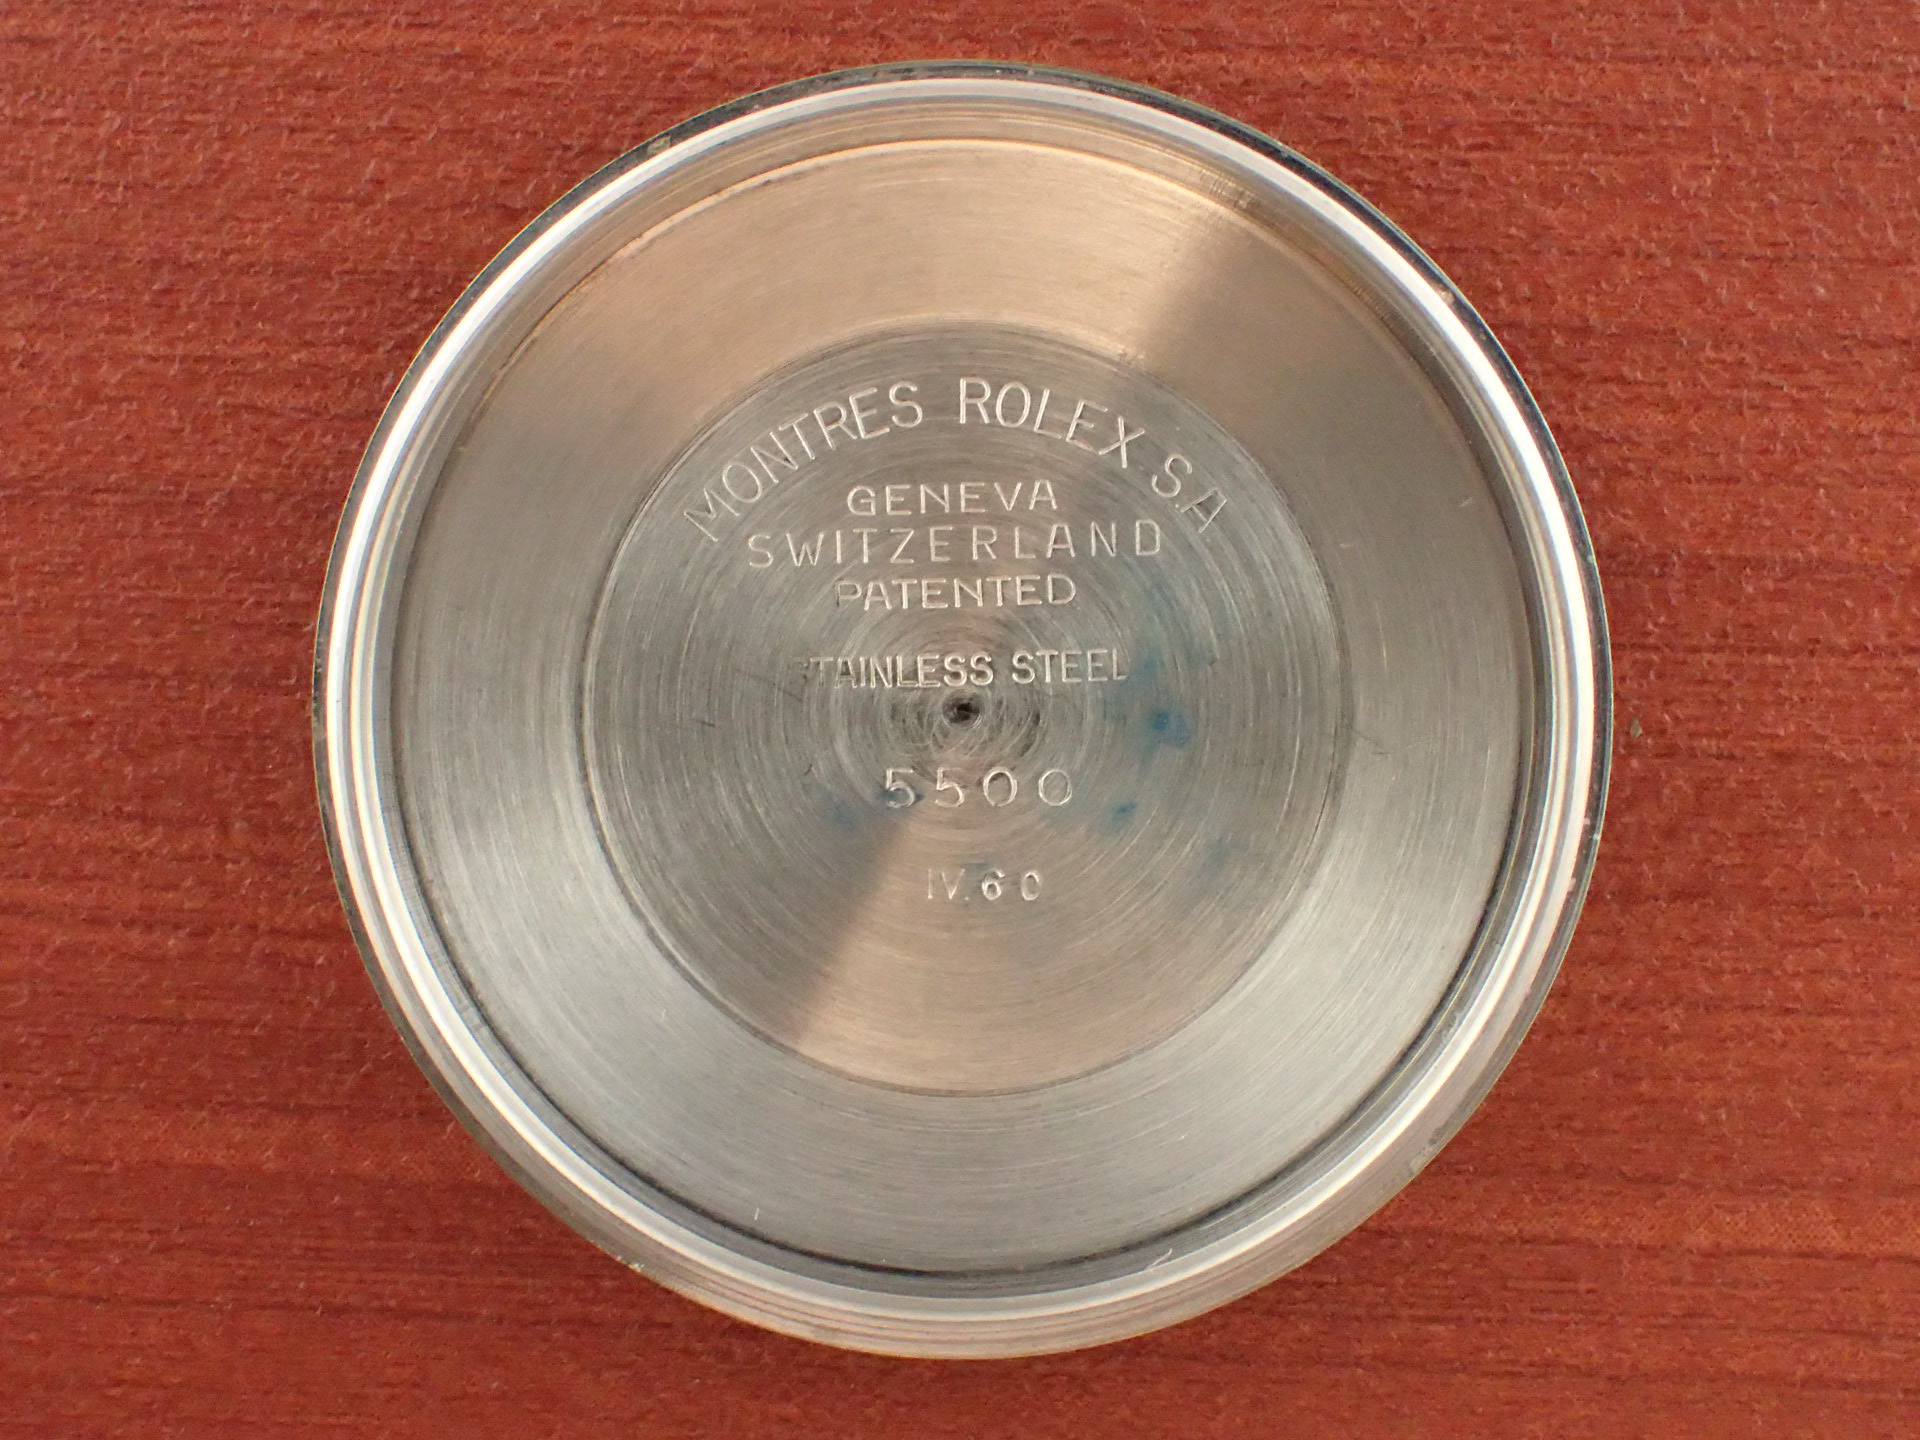 MONTRES ROLEX S.A
GENEVA
SWITZERLAND
PATENTED
STAINLESS STEEL
5500
IV.60